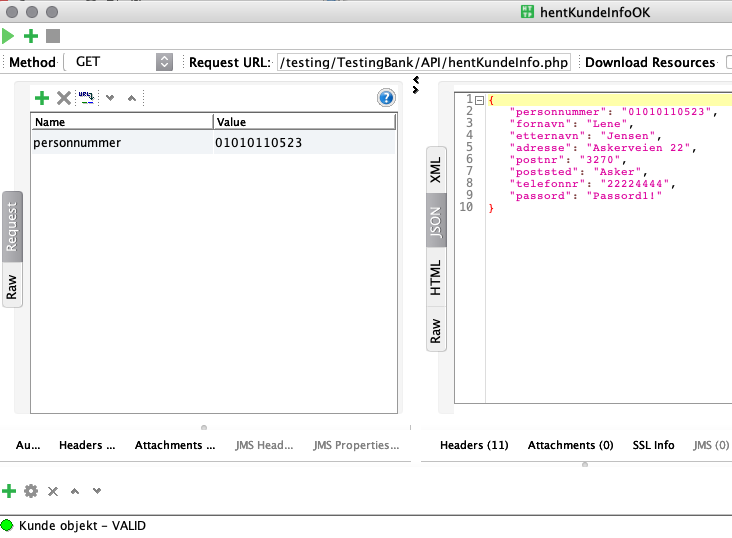 hentKundeInfoOK
Method GET Request URL: /testing/TestingBank/API/hentKundeInfo.php Download Resources
URL
Name Value
personnummer 01010110523
Request
Raw
XML
JSON
HTML
Raw
1 {
2 "personnummer": "01010110523",
3 "fornavn": "Lene",
4 "etternavn": "Jensen",
5 "adresse": "Askerveien 22",
6 "postnr": "3270",
7 "poststed": "Asker",
8 "telefonnr": "22224444",
9 "passord": "Passord1!"
10 }
Au... Headers ... Attachments ... JMS Head... JMS Properties...
Headers (11) Attachments (0) SSL Info JMS (0)
Kunde objekt - VALID